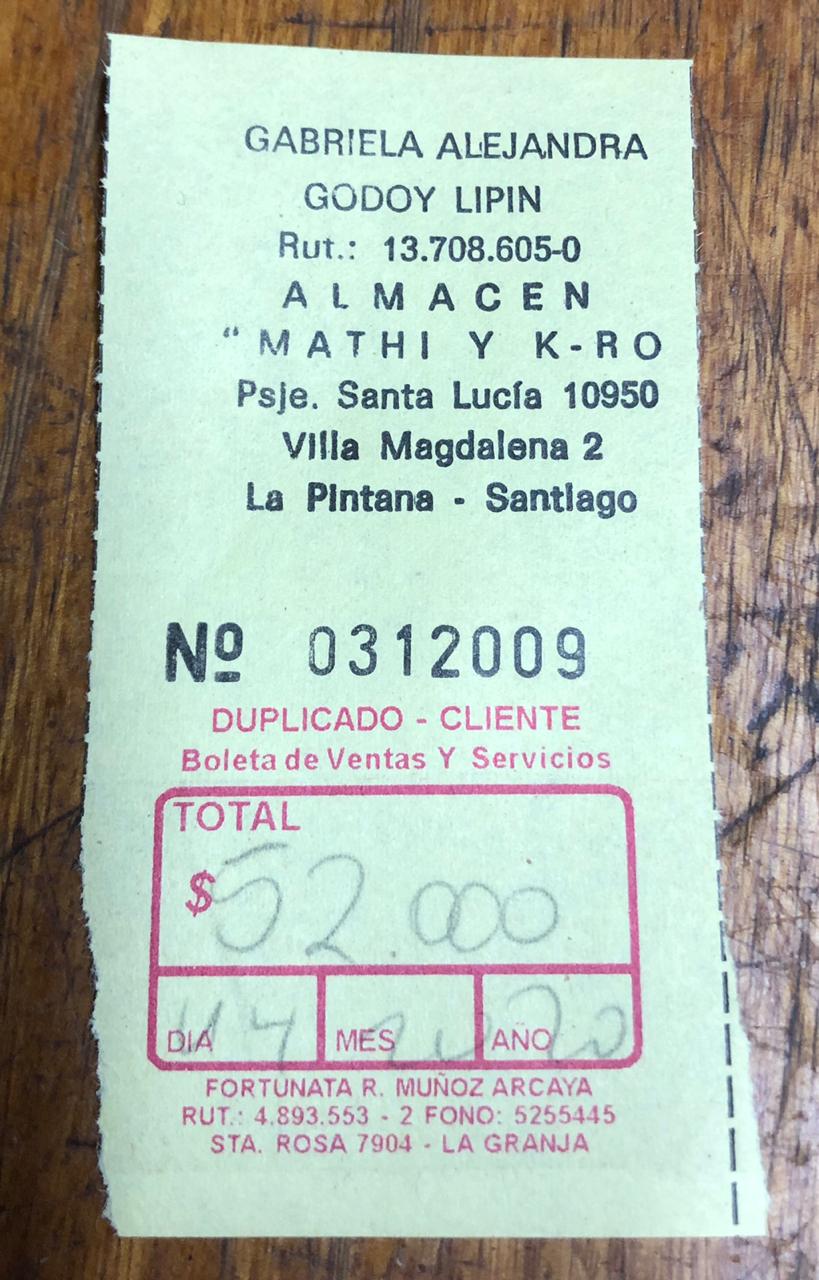 GABRIELA ALEJANDRA
GODOY LIPIN
Rut.: 13.708.605-0
ALMACEN
“MATHI Y K-RO
Psje. Santa Lucía 10950
Villa Magdalena 2
La Pintana - Santiago
Nº 0312009
DUPLICADO - CLIENTE
Boleta de Ventas Y Servicios
TOTAL
$ 52.000
DIA MES AÑO
FORTUNATA R. MUÑOZ ARCAYA
RUT.: 4.893.553 - 2 FONO: 5255445
STA. ROSA 7904 - LA GRANJA